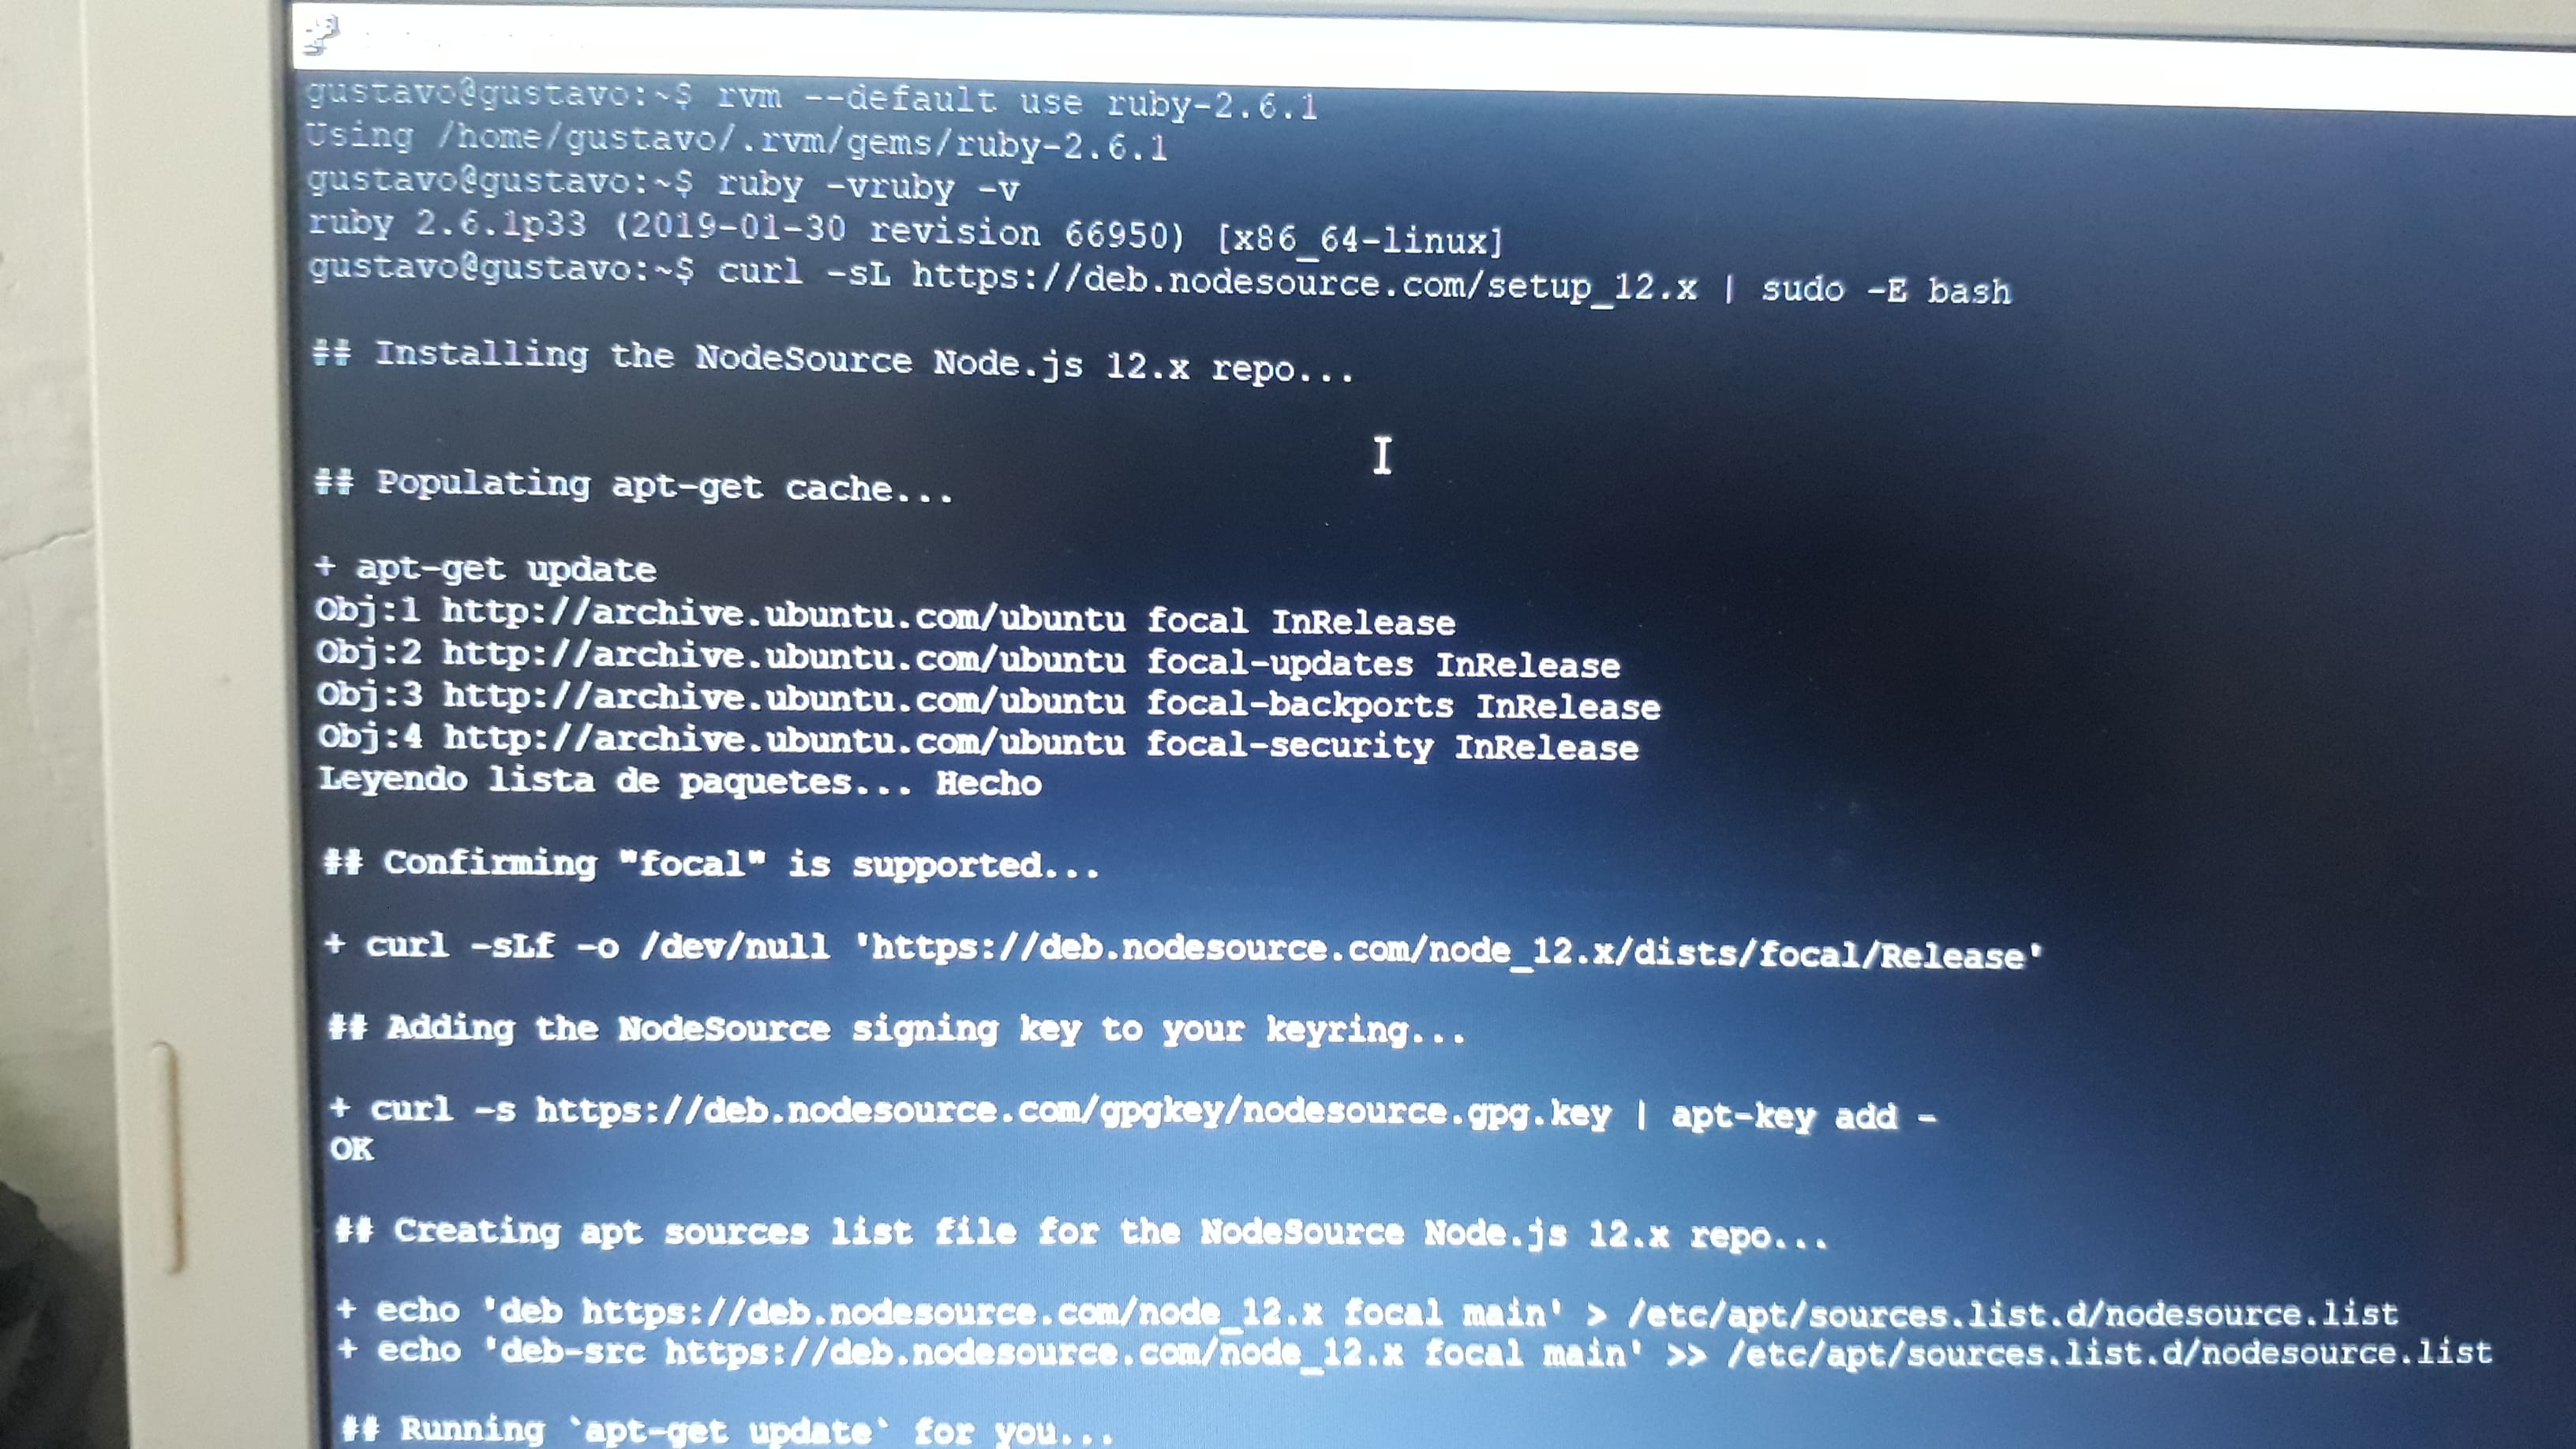 gustavo@gustavo:~$ rvm --default use ruby-2.6.1
Using /home/gustavo/.rvm/gems/ruby-2.6.1
gustavo@gustavo:~$ ruby -vruby -v
ruby 2.6.1p33 (2019-01-30 revision 66950) [x86_64-linux]
gustavo@gustavo:~$ curl -sL https://deb.nodesource.com/setup_12.x | sudo -E bash
## Installing the NodeSource Node.js 12.x repo...
## Populating apt-get cache...
+ apt-get update
Obj:1 http://archive.ubuntu.com/ubuntu focal InRelease
Obj:2 http://archive.ubuntu.com/ubuntu focal-updates InRelease
Obj:3 http://archive.ubuntu.com/ubuntu focal-backports InRelease
Obj:4 http://archive.ubuntu.com/ubuntu focal-security InRelease
Leyendo lista de paquetes... Hecho
## Confirming "focal" is supported...
+ curl -sLf -o /dev/null 'https://deb.nodesource.com/node_12.x/dists/focal/Release'
## Adding the NodeSource signing key to your keyring...
+ curl -s https://deb.nodesource.com/gpgkey/nodesource.gpg.key | apt-key add -
OK
## Creating apt sources list file for the NodeSource Node.js 12.x repo...
+ echo 'deb https://deb.nodesource.com/node_12.x focal main' > /etc/apt/sources.list.d/nodesource.list
+ echo 'deb-src https://deb.nodesource.com/node_12.x focal main' >> /etc/apt/sources.list.d/nodesource.list
## Running `apt-get update` for you...